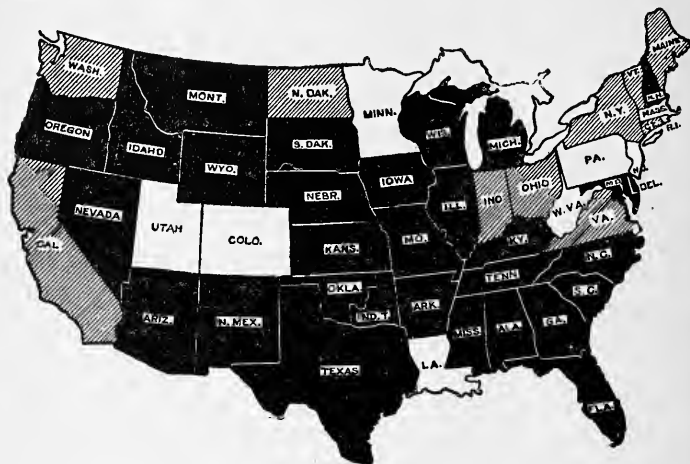 WASH.
MONT.
N. DAK.
MINN.
MAINE
VT.
N.H.
N.Y.
MASS.
R.I.
OREGON
IDAHO
WYO.
S. DAK.
WIS.
MICH.
PA.
N.J.
NEVADA
UTAH
COLO.
NEBR.
IOWA
ILL.
IND
OHIO
M.D.
DEL.
W. VA.
VA.
CAL.
KANS.
MO.
KY.
TENN.
N.C.
S.C.
ARIZ.
N. MEX.
OKLA.
IND. T.
ARK.
MISS.
ALA.
GA.
TEXAS
LA.
FLA.